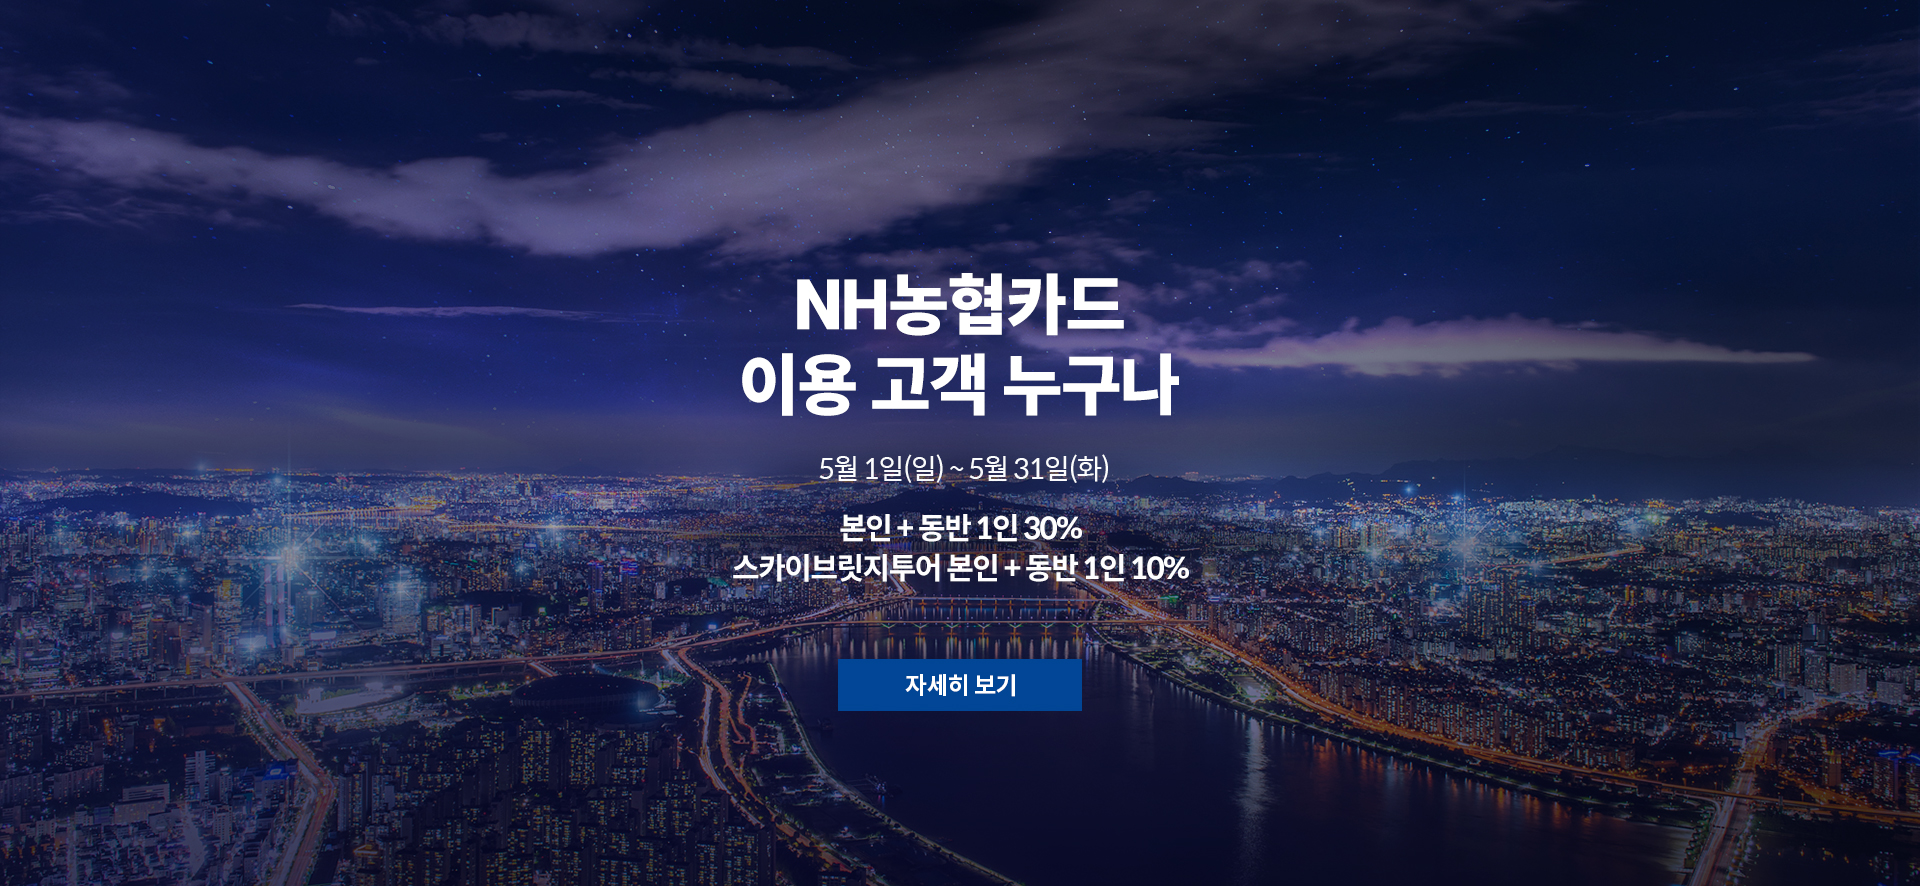 NH농협카드
이용 고객 누구나
5월 1일(일) ~ 5월 31일(화)
본인 + 동반 1인 30%
스카이브릿지투어 본인 + 동반 1인 10%
자세히 보기